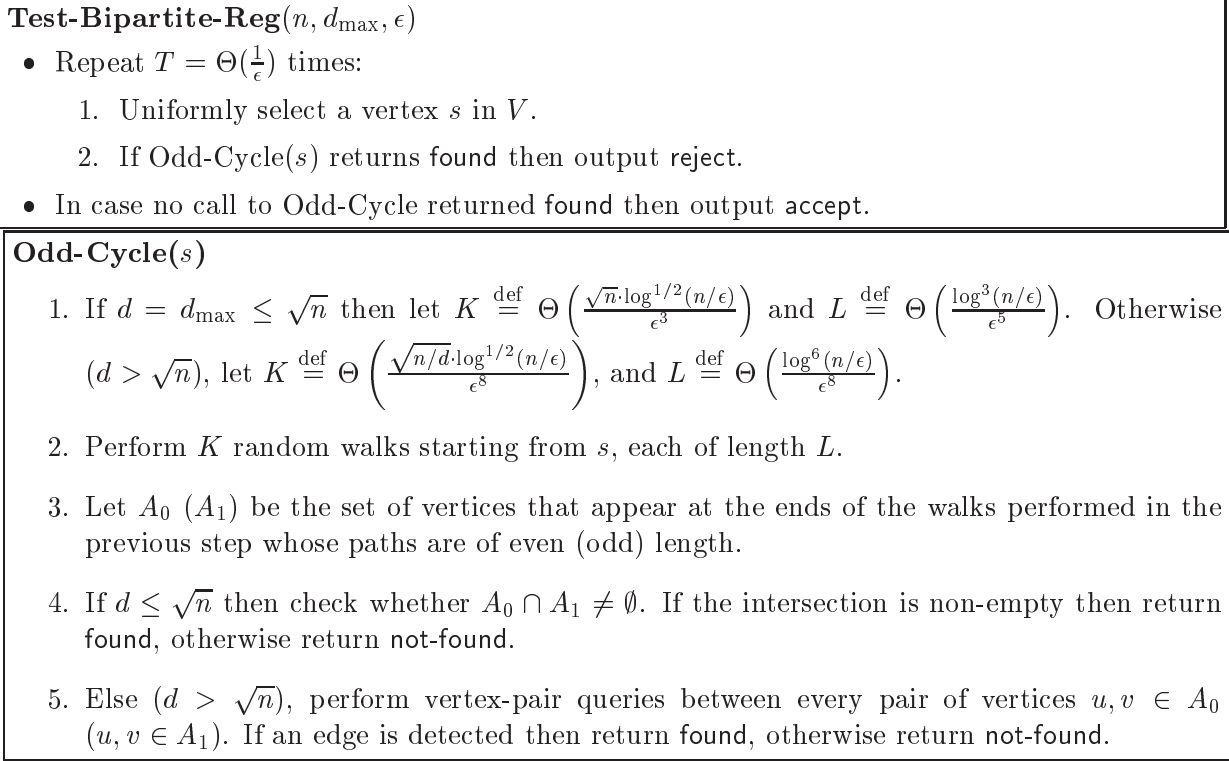 Test-Bipartite-Reg(n, d_max, ϵ)
• Repeat T = Θ(1/ϵ) times:
1. Uniformly select a vertex s in V.
2. If Odd-Cycle(s) returns found then output reject.
• In case no call to Odd-Cycle returned found then output accept.
Odd-Cycle(s)
1. If d = d_max ≤ √n then let K def= Θ(√n·log^{1/2}(n/ϵ)/ϵ^3) and L def= Θ(log^3(n/ϵ)/ϵ^5). Otherwise
(d > √n), let K def= Θ(√(n/d)·log^{1/2}(n/ϵ)/ϵ^8), and L def= Θ(log^6(n/ϵ)/ϵ^8).
2. Perform K random walks starting from s, each of length L.
3. Let A_0 (A_1) be the set of vertices that appear at the ends of the walks performed in the
previous step whose paths are of even (odd) length.
4. If d ≤ √n then check whether A_0 ∩ A_1 ≠ ∅. If the intersection is non-empty then return
found, otherwise return not-found.
5. Else (d > √n), perform vertex-pair queries between every pair of vertices u, v ∈ A_0
(u, v ∈ A_1). If an edge is detected then return found, otherwise return not-found.